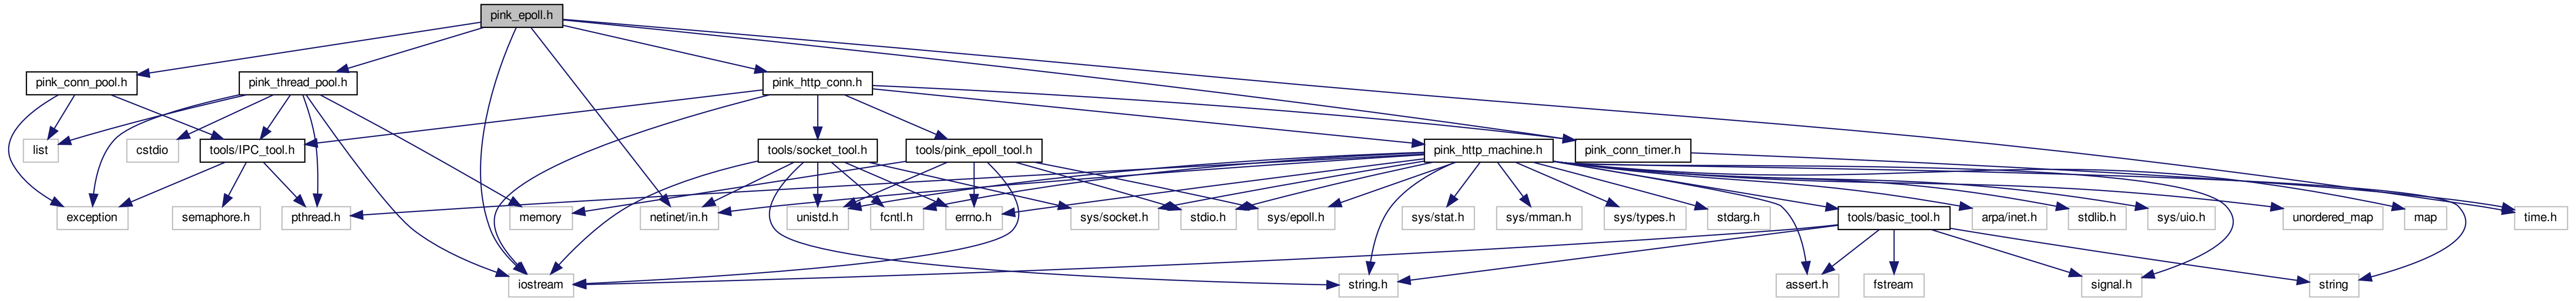 pink_epoll.h
pink_conn_pool.h
pink_thread_pool.h
pink_http_conn.h
list
cstdio
tools/IPC_tool.h
tools/socket_tool.h
tools/pink_epoll_tool.h
pink_http_machine.h
pink_conn_timer.h
exception
semaphore.h
pthread.h
memory
netinet/in.h
unistd.h
fcntl.h
errno.h
sys/socket.h
stdio.h
sys/epoll.h
sys/stat.h
sys/mman.h
sys/types.h
stdarg.h
tools/basic_tool.h
arpa/inet.h
stdlib.h
sys/uio.h
unordered_map
map
time.h
iostream
string.h
assert.h
fstream
signal.h
string